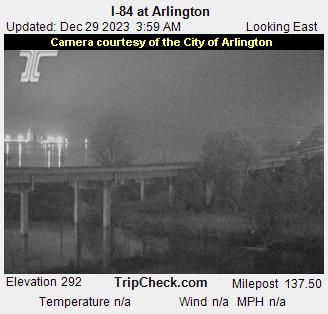 I-84 at Arlington
Updated: Dec 29 2023 3:59 AM Looking East
Camera courtesy of the City of Arlington
Elevation 292 TripCheck.com Milepost 137.50
Temperature n/a Wind n/a MPH n/a